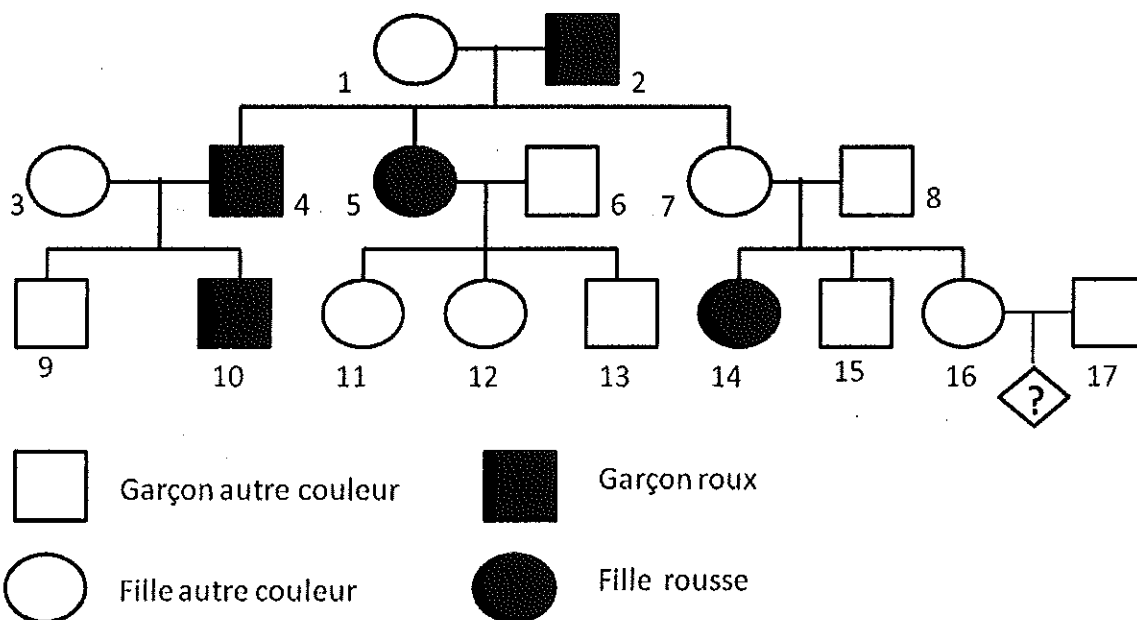 1 2
3 4 5 6 7 8
9 10 11 12 13 14 15 16 17
?
Garçon autre couleur Garçon roux
Fille autre couleur Fille rousse